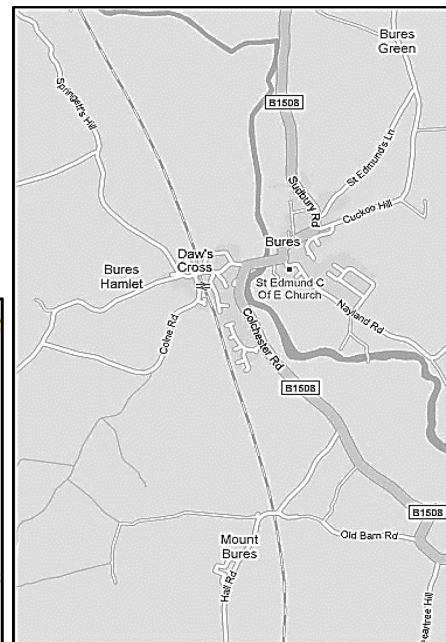 Bures
Green
Springett's Hill
B1508
St Edmund's Ln
Sudbury Rd
Cuckoo Hill
Bures
Daw's
Cross
Bures
Hamlet
St Edmund C
Of E Church
Nayland Rd
Colne Rd
Colchester Rd
B1508
B1508
Old Barn Rd
Mount
Bures
Hall Rd